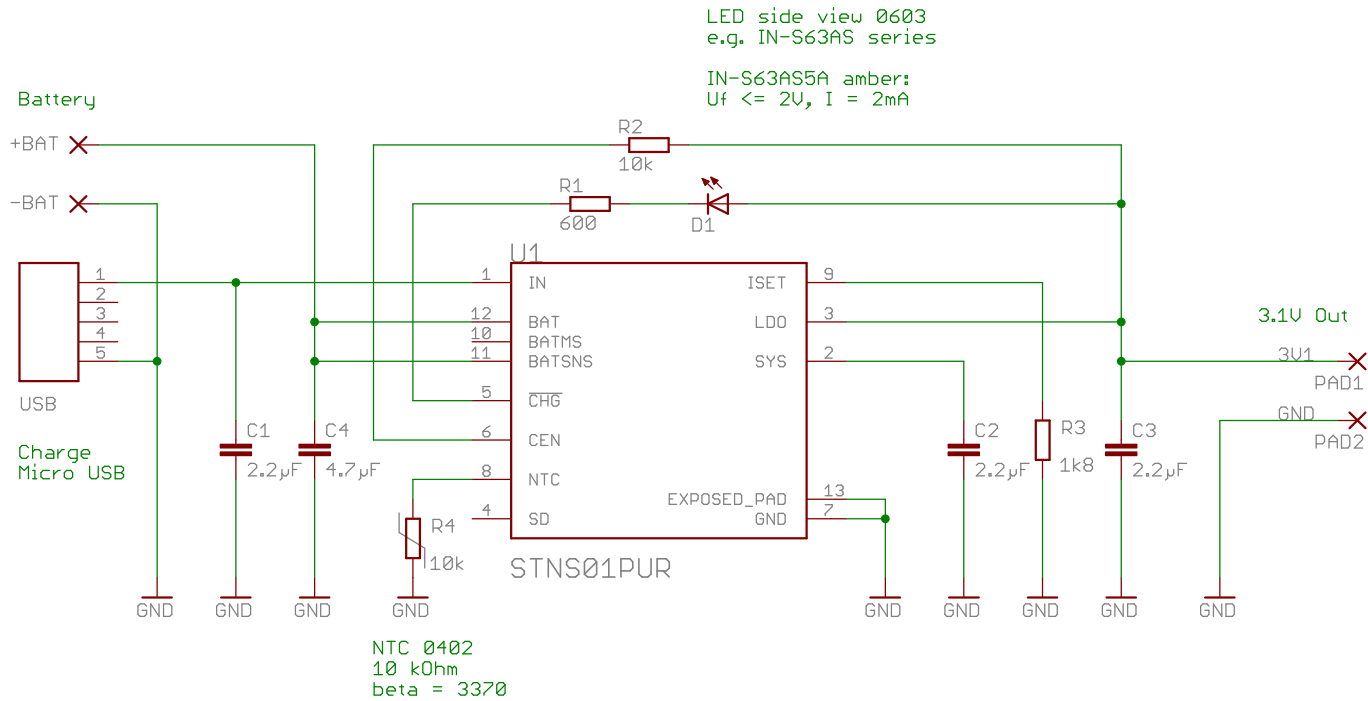 LED side view 0603
e.g. IN-S63AS series
IN-S63AS5A amber:
Uf <= 2V, I = 2mA
Battery
+BAT
-BAT
R2
10k
R1
600
D1
U1
1
2
3
4
5
USB
Charge
Micro USB
1 IN
12 BAT
10 BATMS
11 BATSNS
5 CHG
6 CEN
8 NTC
4 SD
ISET 9
LDO 3
SYS 2
EXPOSED_PAD 13
GND 7
STNS01PUR
3.1V Out
3V1
PAD1
GND
PAD2
C1
2.2µF
C4
4.7µF
R4
10k
C2
2.2µF
R3
1k8
C3
2.2µF
GND
GND
GND
GND
GND
GND
GND
GND
GND
NTC 0402
10 kOhm
beta = 3370